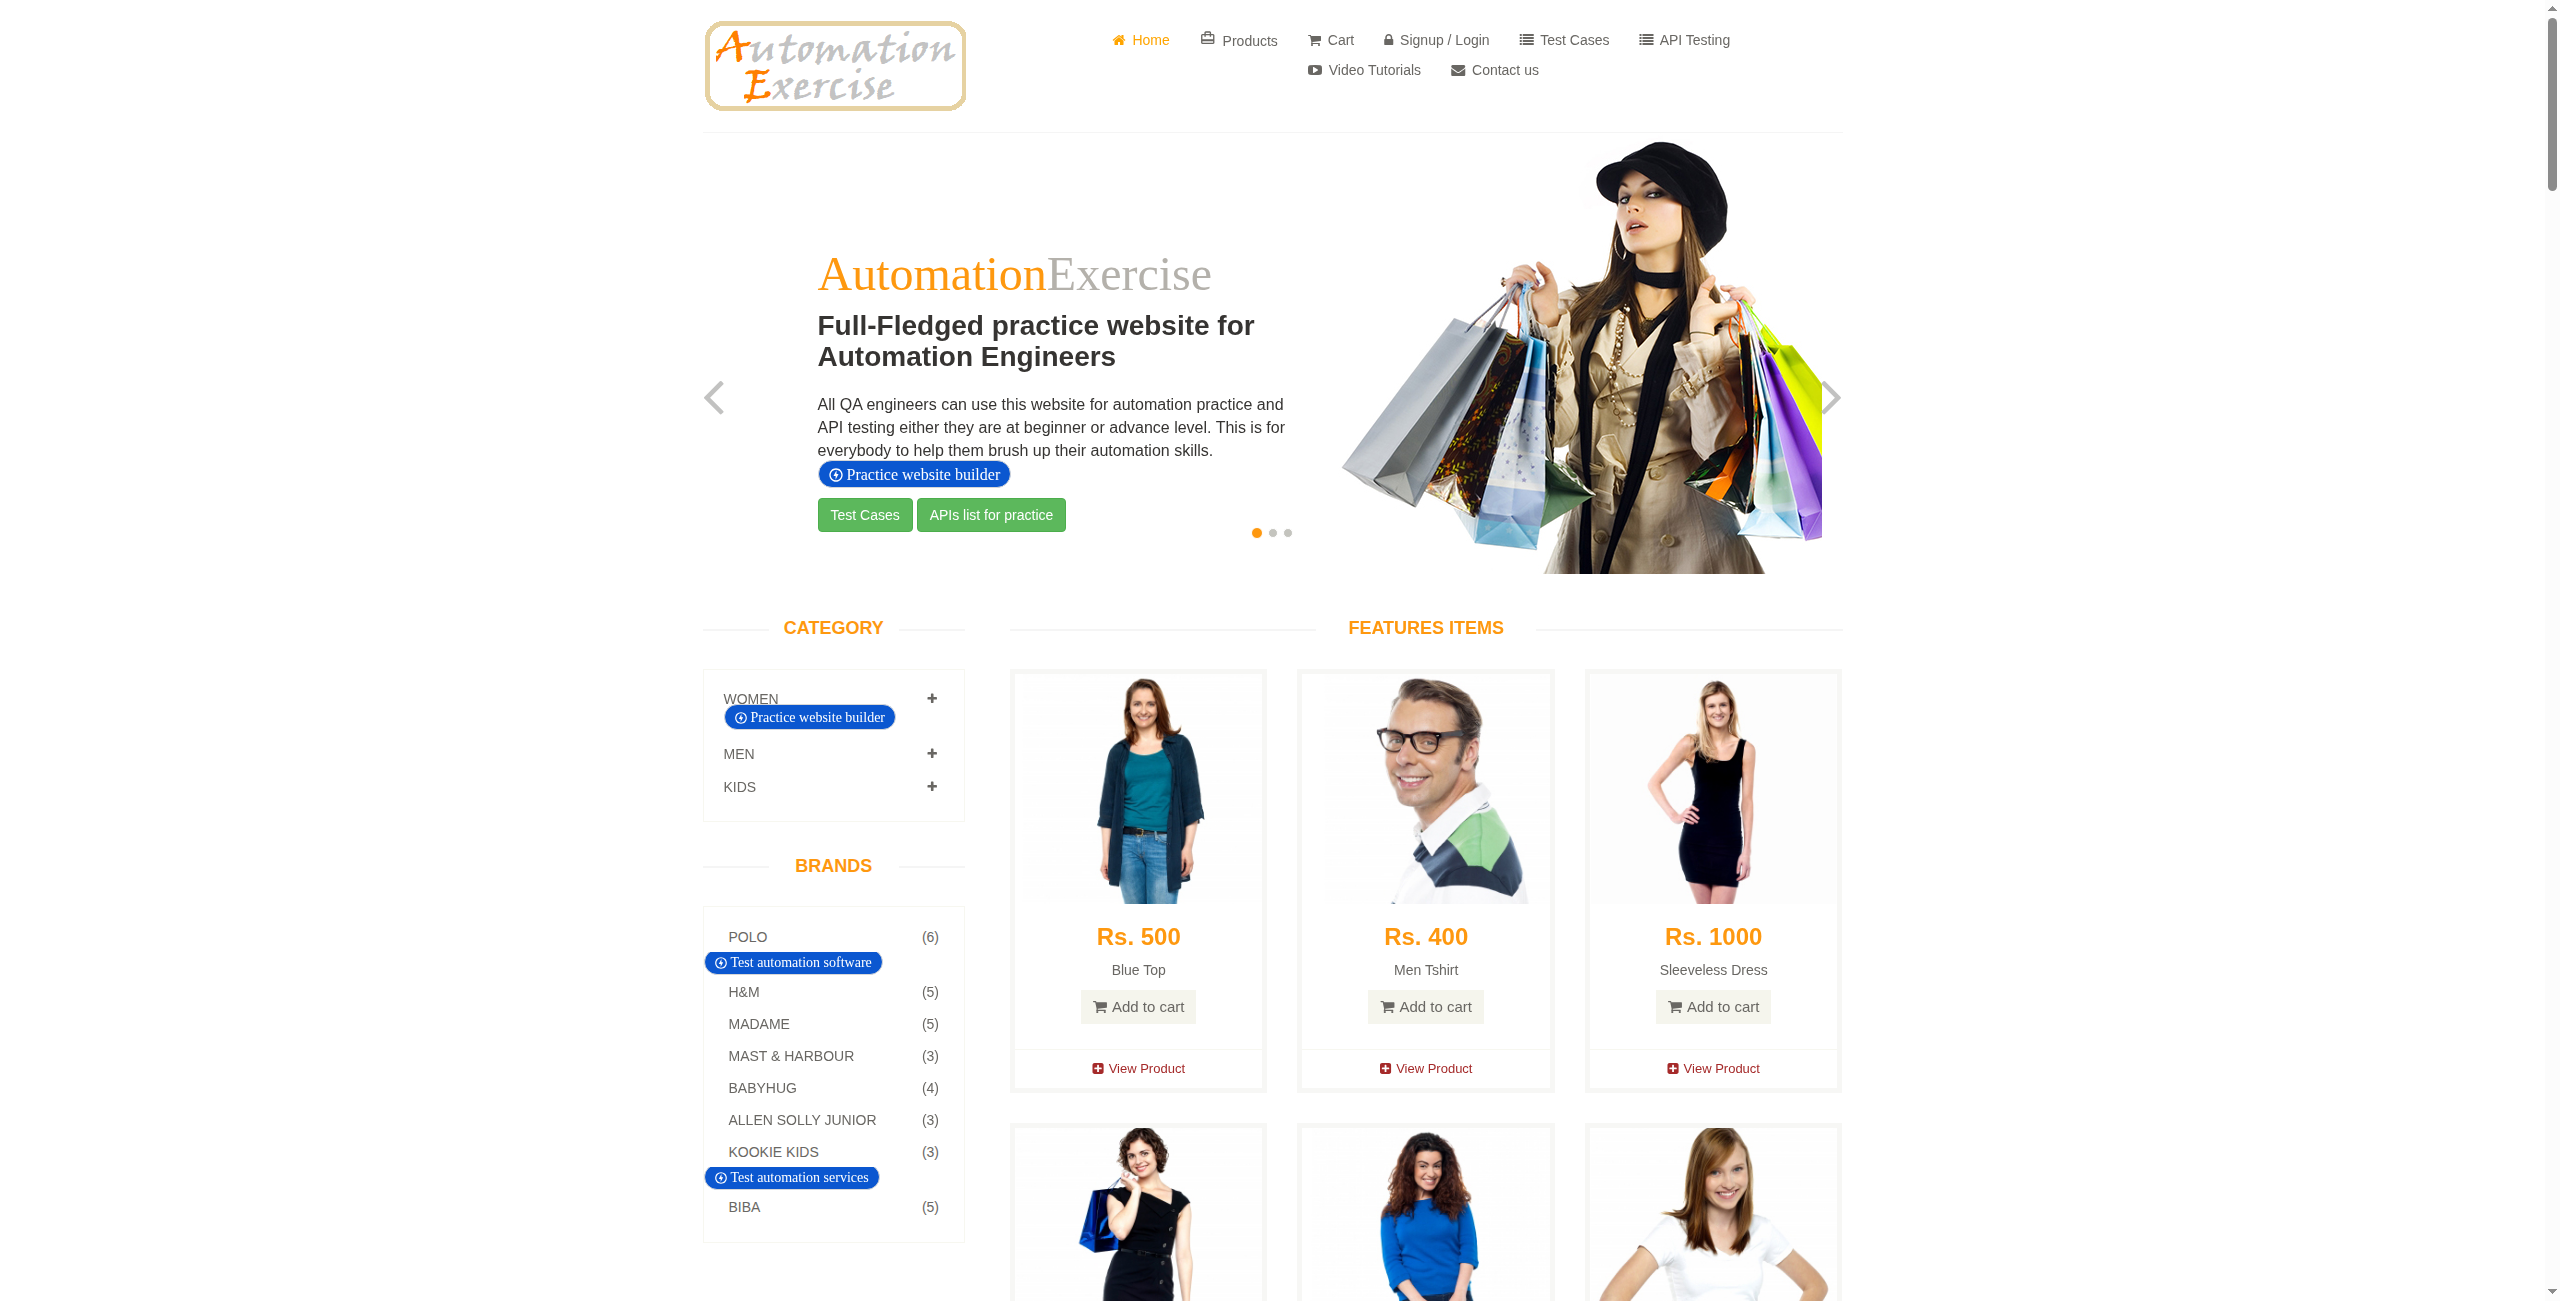 Automation
Exercise
Home
Products
Cart
Signup / Login
Test Cases
API Testing
Video Tutorials
Contact us
AutomationExercise
Full-Fledged practice website for
Automation Engineers
All QA engineers can use this website for automation practice and
API testing either they are at beginner or advance level. This is for
everybody to help them brush up their automation skills.
Practice website builder
Test Cases
APIs list for practice
CATEGORY
WOMEN
Practice website builder
MEN
KIDS
BRANDS
POLO (6)
Test automation software
H&M (5)
MADAME (5)
MAST & HARBOUR (3)
BABYHUG (4)
ALLEN SOLLY JUNIOR (3)
KOOKIE KIDS (3)
Test automation services
BIBA (5)
FEATURES ITEMS
Rs. 500
Blue Top
Add to cart
View Product
Rs. 400
Men Tshirt
Add to cart
View Product
Rs. 1000
Sleeveless Dress
Add to cart
View Product